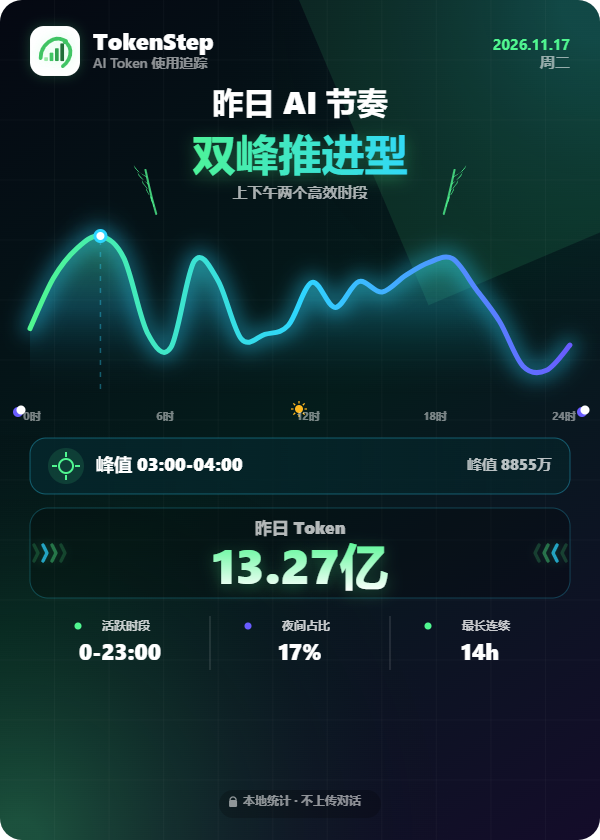 TokenStep
AI Token 使用追踪
2026.11.17
周二
昨日 AI 节奏
双峰推进型
上下午两个高效时段
0时
6时
12时
18时
24时
峰值 03:00-04:00
峰值 8855万
昨日 Token
13.27亿
活跃时段
0-23:00
夜间占比
17%
最长连续
14h
本地统计 · 不上传对话